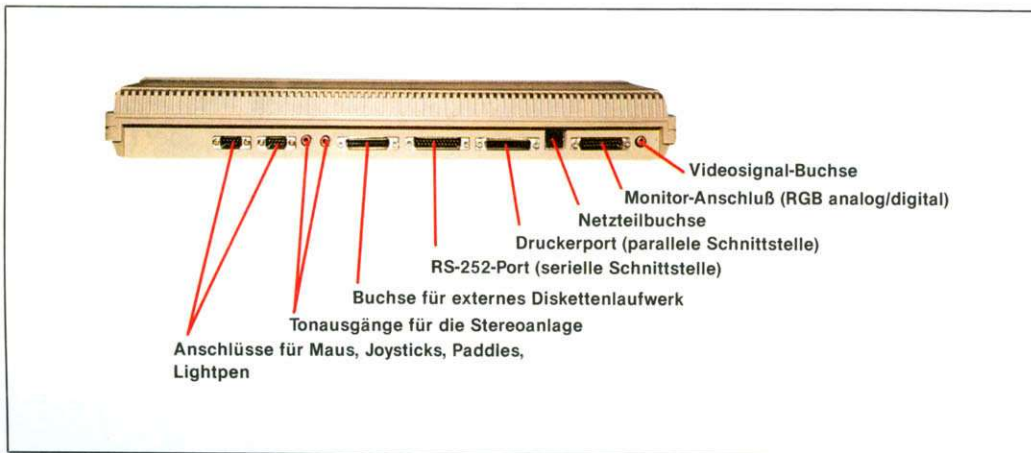 Videosignal-Buchse
Monitor-Anschluß (RGB analog/digital)
Netzteilbuchse
Druckerport (parallele Schnittstelle)
RS-252-Port (serielle Schnittstelle)
Buchse für externes Diskettenlaufwerk
Tonausgänge für die Stereoanlage
Anschlüsse für Maus, Joysticks, Paddles,
Lightpen